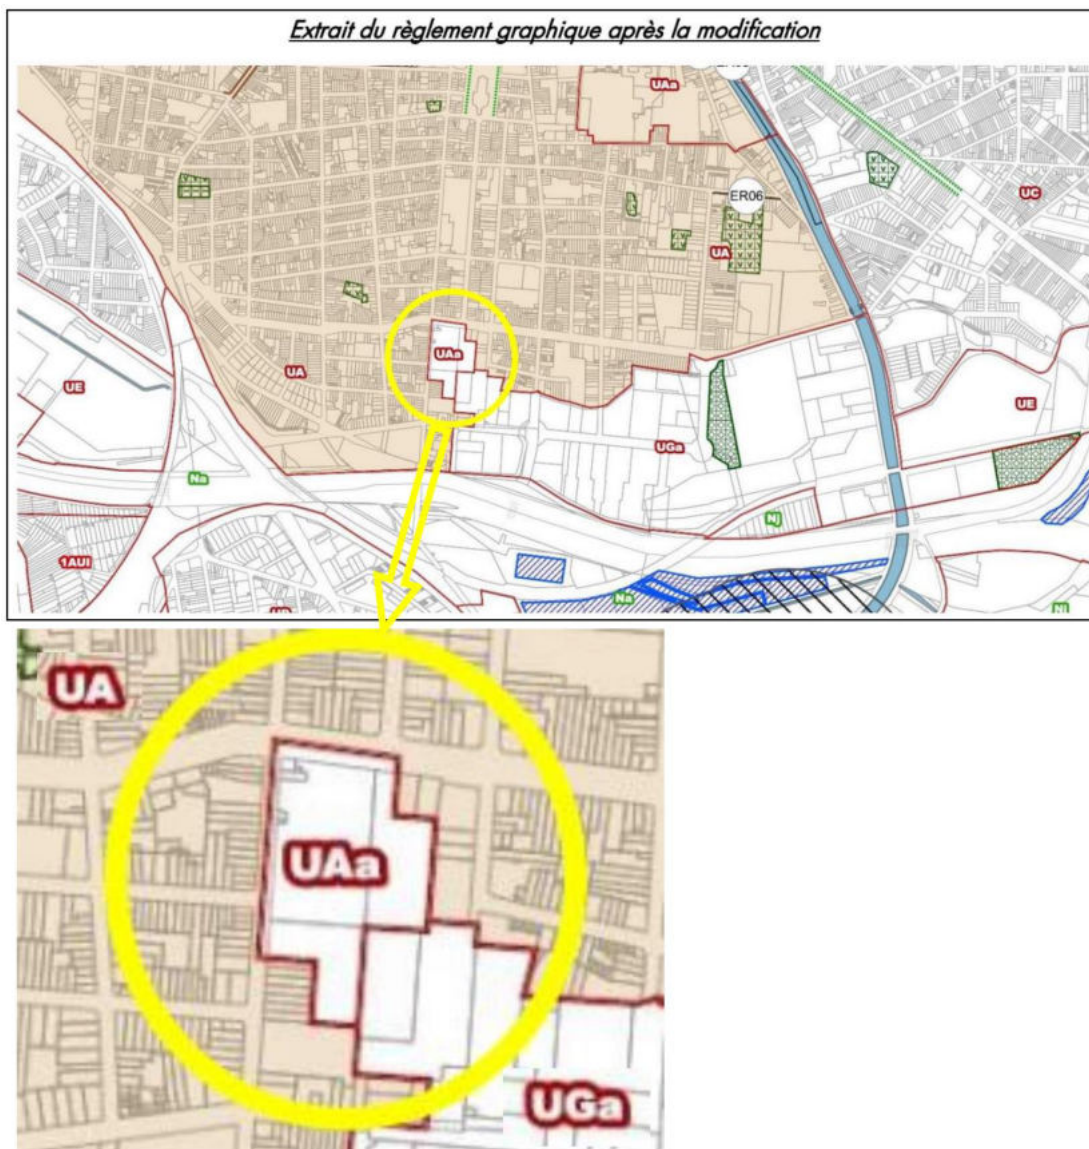 Extrait du règlement graphique après la modification
UAa
ER06
UC
UA
UAa
UA
UE
UE
UGa
Na
Nj
1AUI
Na
UA
UAa
UGa